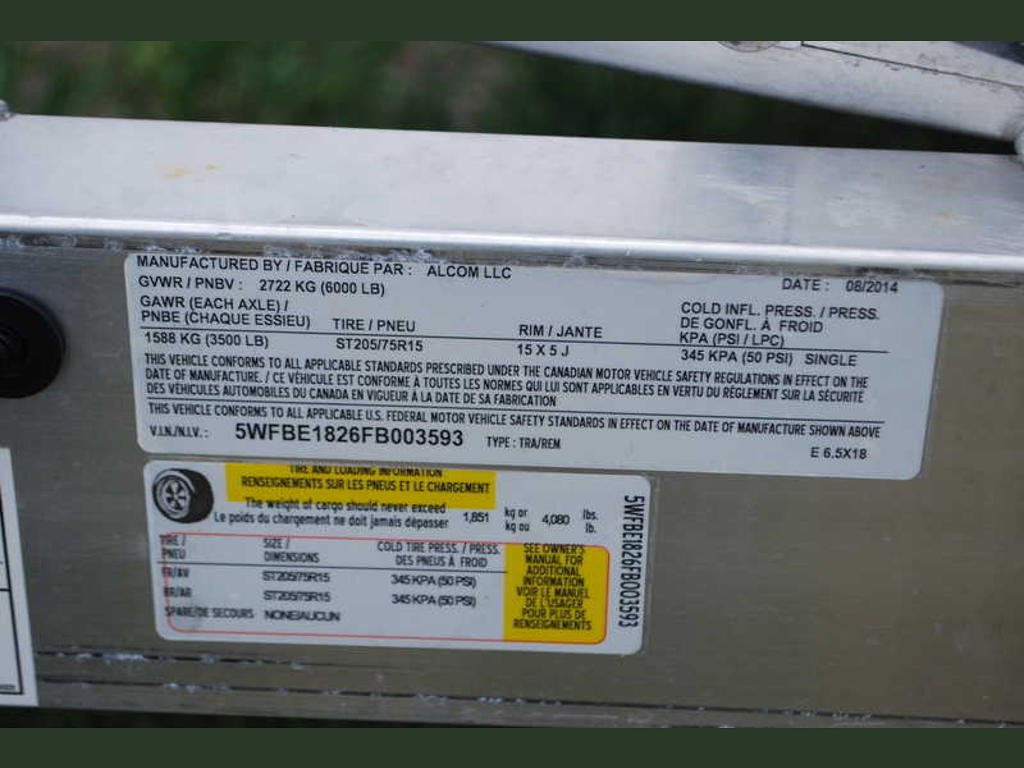 MANUFACTURED BY / FABRIQUE PAR : ALCOM LLC
DATE : 08/2014
GVWR / PNBV : 2722 KG (6000 LB)
GAWR (EACH AXLE) /
PNBE (CHAQUE ESSIEU)
TIRE / PNEU
RIM / JANTE
COLD INFL. PRESS. / PRESS.
DE GONFL. À FROID
KPA (PSI / LPC)
1588 KG (3500 LB)
ST205/75R15
15 X 5 J
345 KPA (50 PSI) SINGLE
THIS VEHICLE CONFORMS TO ALL APPLICABLE STANDARDS PRESCRIBED UNDER THE CANADIAN MOTOR VEHICLE SAFETY REGULATIONS IN EFFECT ON THE
DATE OF MANUFACTURE. / CE VÉHICULE EST CONFORME À TOUTES LES NORMES QUI LUI SONT APPLICABLES EN VERTU DU RÈGLEMENT SUR LA SÉCURITÉ
DES VÉHICULES AUTOMOBILES DU CANADA EN VIGUEUR À LA DATE DE SA FABRICATION
THIS VEHICLE CONFORMS TO ALL APPLICABLE U.S. FEDERAL MOTOR VEHICLE SAFETY STANDARDS IN EFFECT ON THE DATE OF MANUFACTURE SHOWN ABOVE
V.I.N./N.I.V. : 5WFBE1826FB003593 TYPE : TRA/REM
E 6.5X18
TIRE AND LOADING INFORMATION
RENSEIGNEMENTS SUR LES PNEUS ET LE CHARGEMENT
The weight of cargo should never exceed
Le poids du chargement ne doit jamais dépasser
1,851
kg or
kg ou
4,080
lbs.
lb.
TIRE /
PNEU
SIZE /
DIMENSIONS
COLD TIRE PRESS. / PRESS.
DES PNEUS À FROID
FR/AV
ST205/75R15
345 KPA (50 PSI)
RR/AR
ST205/75R15
345 KPA (50 PSI)
SPARE/DE SECOURS
NONE/AUCUN
SEE OWNER'S
MANUAL FOR
ADDITIONAL
INFORMATION
VOIR LE MANUEL
DE L'USAGER
POUR PLUS DE
RENSEIGNEMENTS
5WFBE1826FB003593